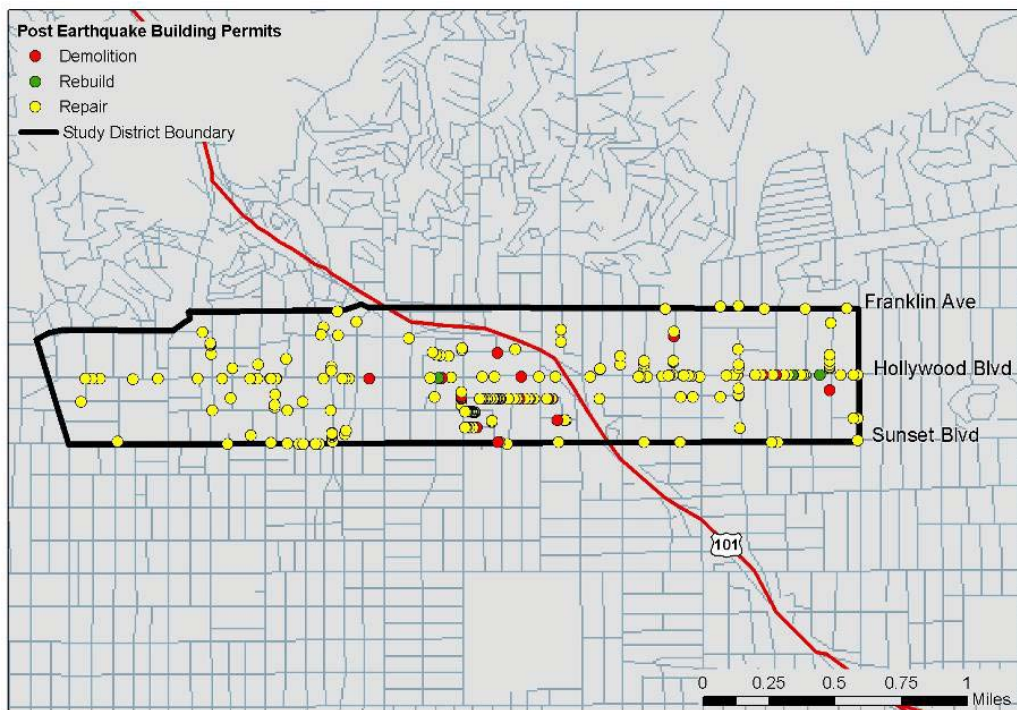 Post Earthquake Building Permits
Demolition
Rebuild
Repair
Study District Boundary
Franklin Ave
Hollywood Blvd
Sunset Blvd
101
0 0.25 0.5 0.75 1
Miles